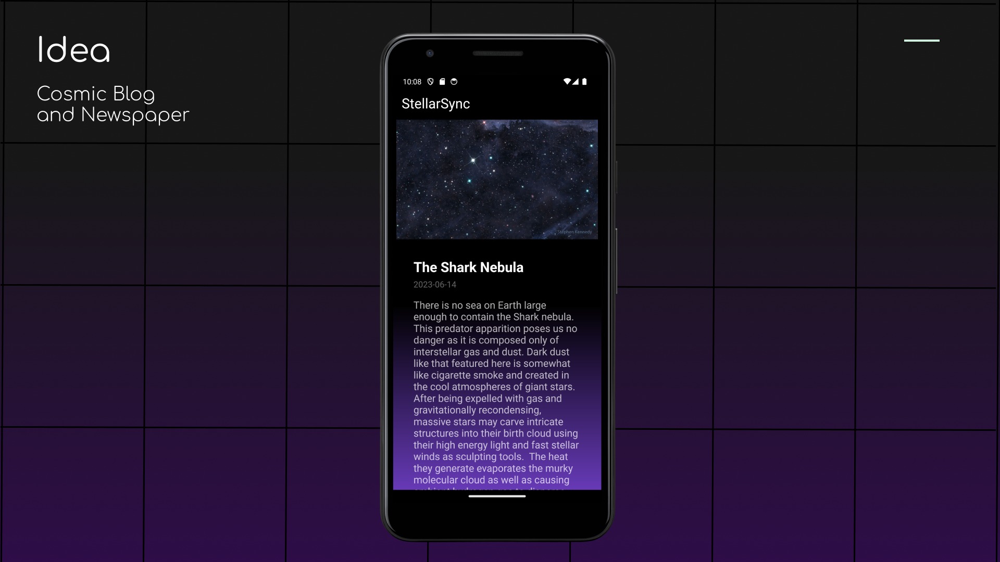 Idea
Cosmic Blog
and Newspaper
10:08
StellarSync
Stephen Kennedy
The Shark Nebula
2023-06-14
There is no sea on Earth large
enough to contain the Shark nebula.
This predator apparition poses us no
danger as it is composed only of
interstellar gas and dust. Dark dust
like that featured here is somewhat
like cigarette smoke and created in
the cool atmospheres of giant stars.
After being expelled with gas and
gravitationally recondensing,
massive stars may carve intricate
structures into their birth cloud using
their high energy light and fast stellar
winds as sculpting tools.  The heat
they generate evaporates the murky
molecular cloud as well as causing